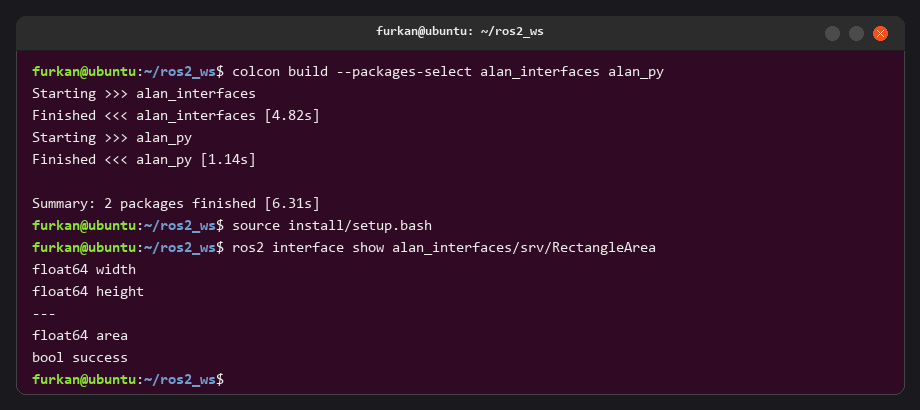 furkan@ubuntu: ~/ros2_ws
furkan@ubuntu:~/ros2_ws$ colcon build --packages-select alan_interfaces alan_py
Starting >>> alan_interfaces
Finished <<< alan_interfaces [4.82s]
Starting >>> alan_py
Finished <<< alan_py [1.14s]
Summary: 2 packages finished [6.31s]
furkan@ubuntu:~/ros2_ws$ source install/setup.bash
furkan@ubuntu:~/ros2_ws$ ros2 interface show alan_interfaces/srv/RectangleArea
float64 width
float64 height
---
float64 area
bool success
furkan@ubuntu:~/ros2_ws$